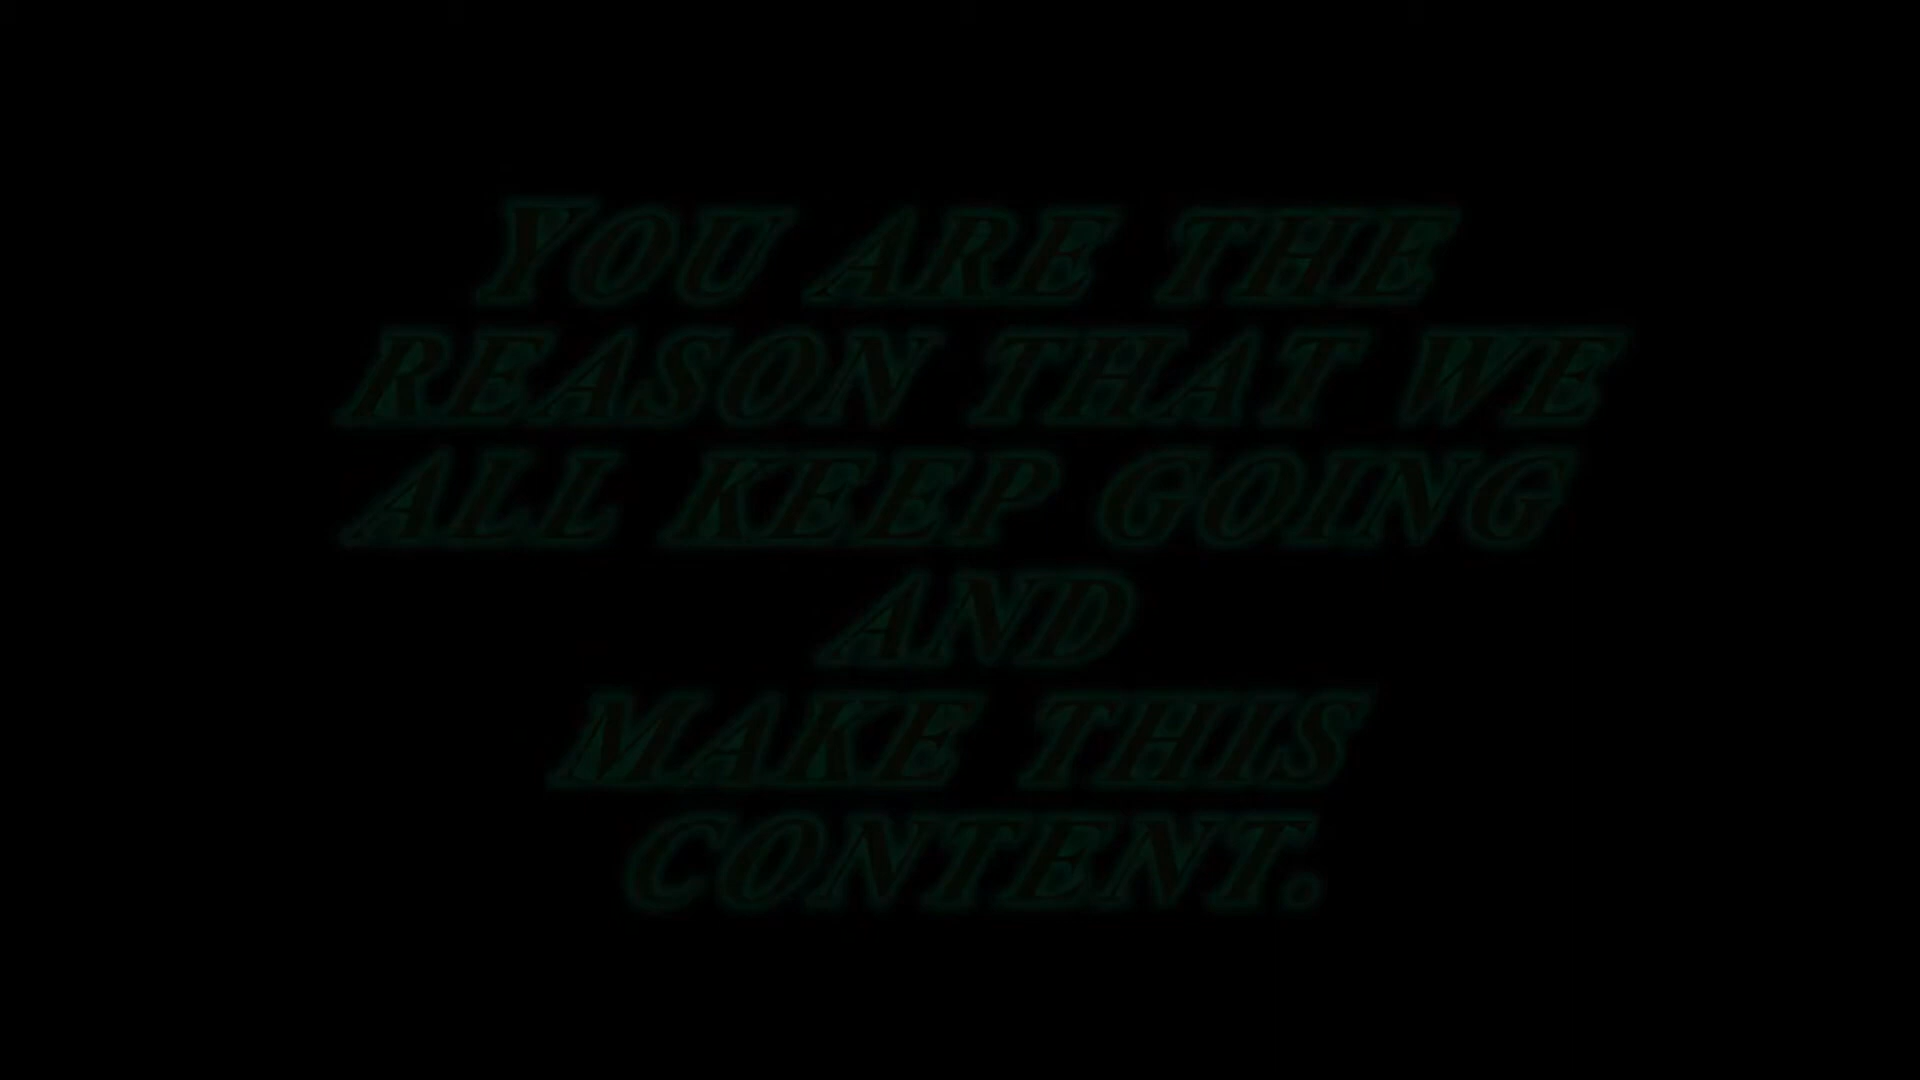 YOU ARE THE
REASON THAT WE
ALL KEEP GOING
AND
MAKE THIS
CONTENT.